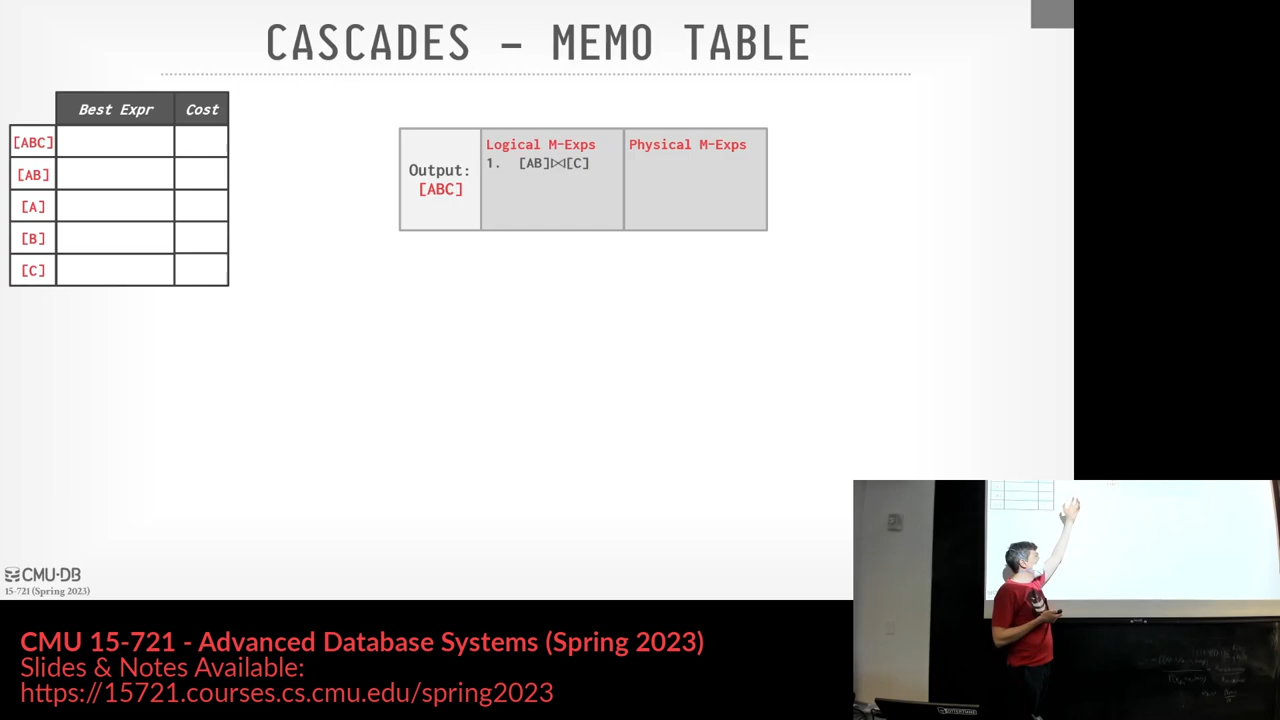 CASCADES – MEMO TABLE
Best Expr Cost
[ABC]
[AB]
[A]
[B]
[C]
Output:
[ABC]
Logical M-Exps
1. [AB]⋈[C]
Physical M-Exps
CMU·DB
15-721 (Spring 2023)
CMU 15-721 - Advanced Database Systems (Spring 2023)
Slides & Notes Available:
https://15721.courses.cs.cmu.edu/spring2023